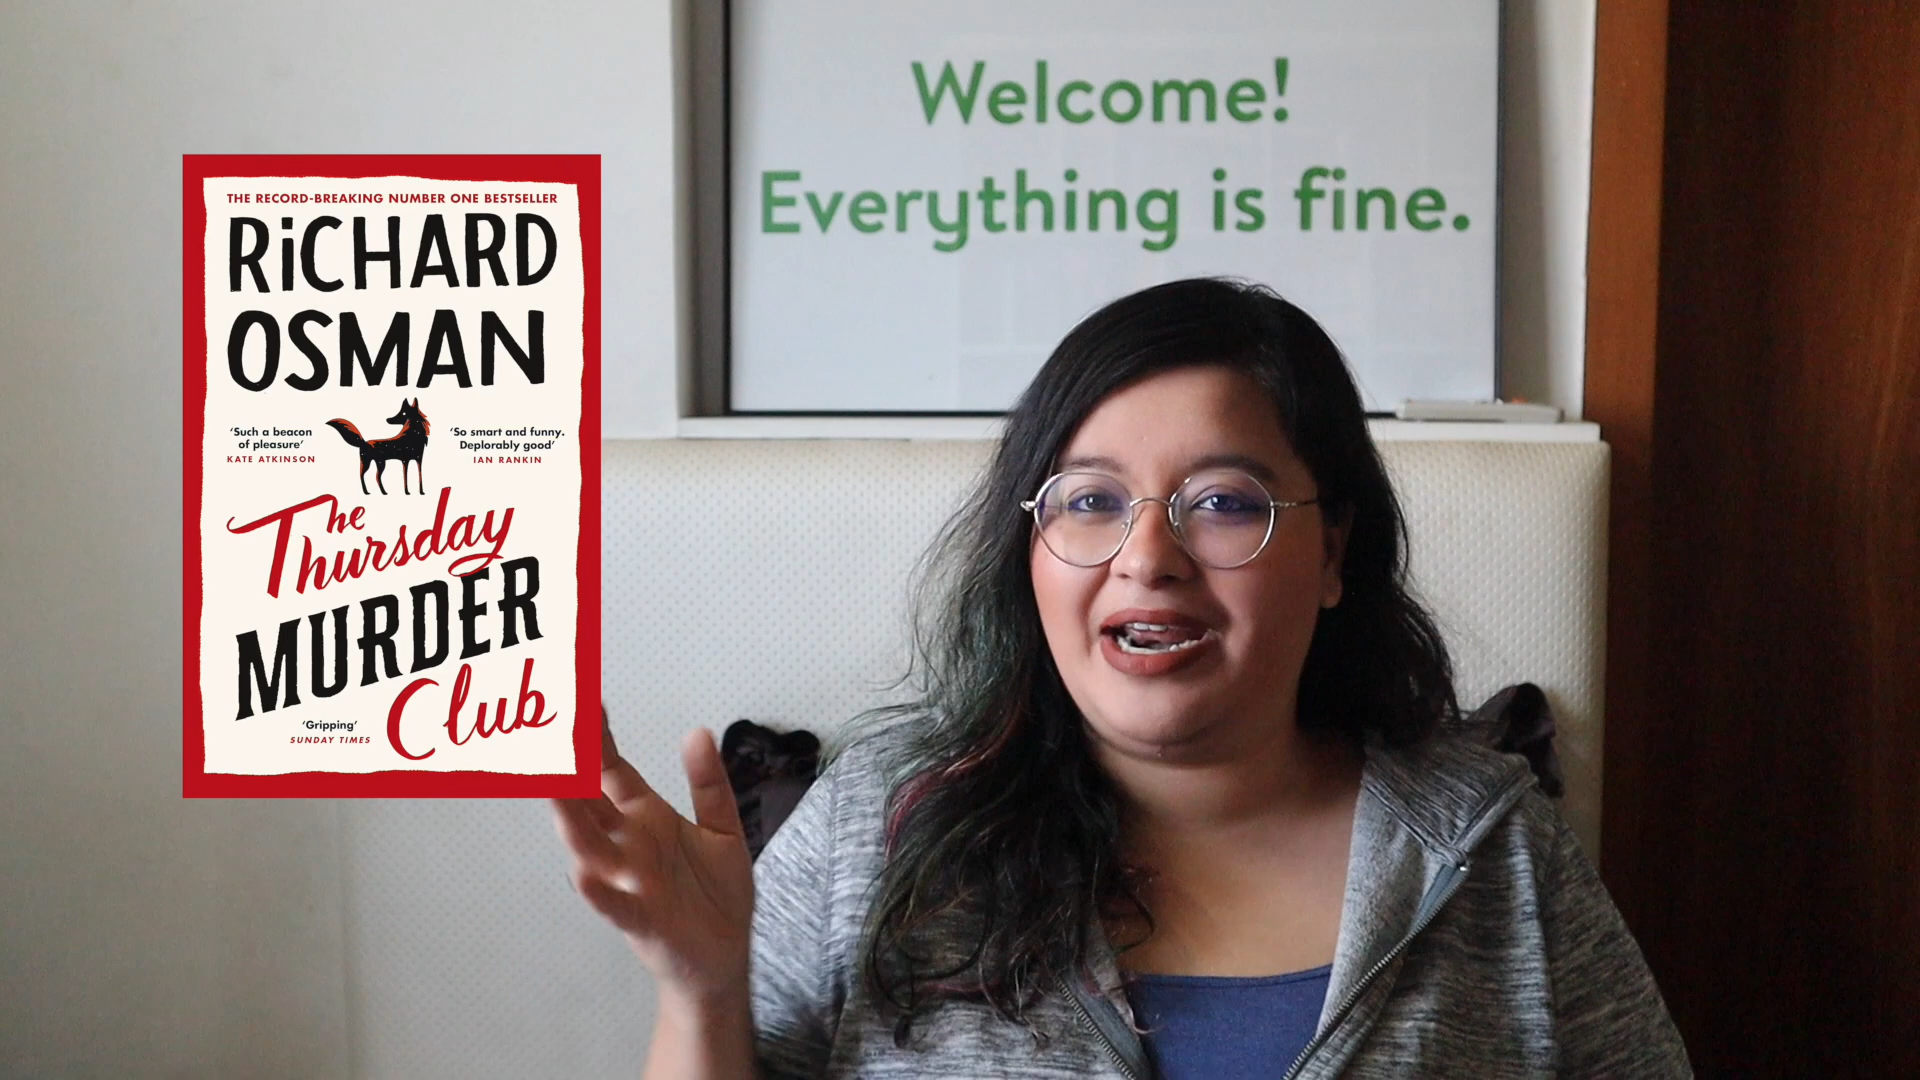 Welcome!
Everything is fine.
THE RECORD-BREAKING NUMBER ONE BESTSELLER
RiCHARD
OSMAN
‘Such a beacon
of pleasure’
KATE ATKINSON
‘So smart and funny.
Deplorably good’
IAN RANKIN
The
Thursday
MURDER
Club
‘Gripping’
SUNDAY TIMES